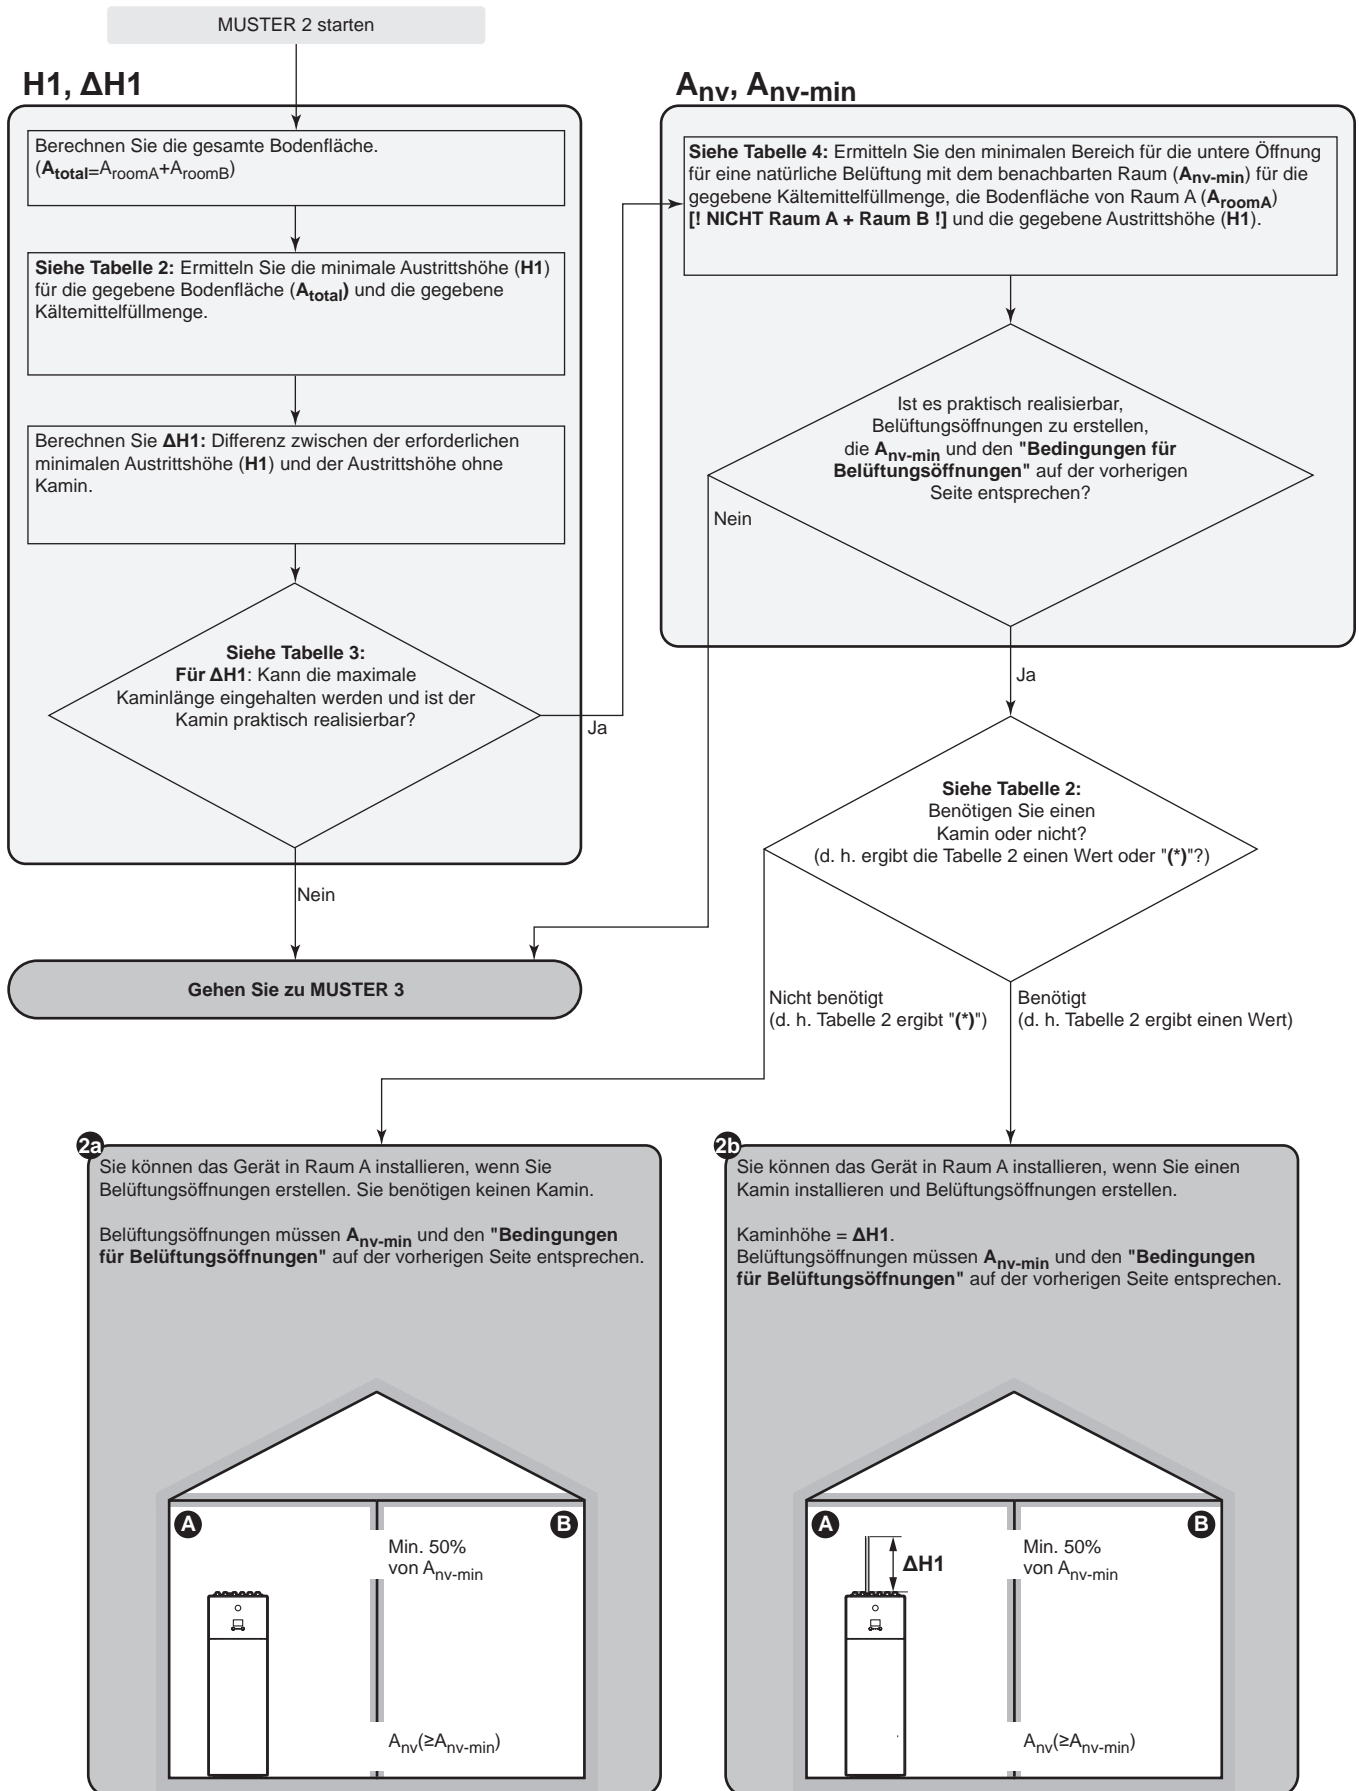 MUSTER 2 starten
H1, ΔH1
Berechnen Sie die gesamte Bodenfläche.
(Atotal=AroomA+AroomB)
Siehe Tabelle 2: Ermitteln Sie die minimale Austrittshöhe (H1)
für die gegebene Bodenfläche (Atotal) und die gegebene
Kältemittelfüllmenge.
Berechnen Sie ΔH1: Differenz zwischen der erforderlichen
minimalen Austrittshöhe (H1) und der Austrittshöhe ohne
Kamin.
Siehe Tabelle 3:
Für ΔH1: Kann die maximale
Kaminlänge eingehalten werden und ist der
Kamin praktisch realisierbar?
Ja
Nein
Gehen Sie zu MUSTER 3
Anv, Anv-min
Siehe Tabelle 4: Ermitteln Sie den minimalen Bereich für die untere Öffnung
für eine natürliche Belüftung mit dem benachbarten Raum (Anv-min) für die
gegebene Kältemittelfüllmenge, die Bodenfläche von Raum A (AroomA)
[! NICHT Raum A + Raum B !] und die gegebene Austrittshöhe (H1).
Ist es praktisch realisierbar,
Belüftungsöffnungen zu erstellen,
die Anv-min und den "Bedingungen für
Belüftungsöffnungen" auf der vorherigen
Seite entsprechen?
Nein
Ja
Siehe Tabelle 2:
Benötigen Sie einen
Kamin oder nicht?
(d. h. ergibt die Tabelle 2 einen Wert oder "(*)"?)
Nicht benötigt
(d. h. Tabelle 2 ergibt "(*)")
Benötigt
(d. h. Tabelle 2 ergibt einen Wert)
2a
Sie können das Gerät in Raum A installieren, wenn Sie
Belüftungsöffnungen erstellen. Sie benötigen keinen Kamin.
Belüftungsöffnungen müssen Anv-min und den "Bedingungen
für Belüftungsöffnungen" auf der vorherigen Seite entsprechen.
A
B
Min. 50%
von Anv-min
Anv(≥Anv-min)
2b
Sie können das Gerät in Raum A installieren, wenn Sie einen
Kamin installieren und Belüftungsöffnungen erstellen.
Kaminhöhe = ΔH1.
Belüftungsöffnungen müssen Anv-min und den "Bedingungen
für Belüftungsöffnungen" auf der vorherigen Seite entsprechen.
A
B
ΔH1
Min. 50%
von Anv-min
Anv(≥Anv-min)